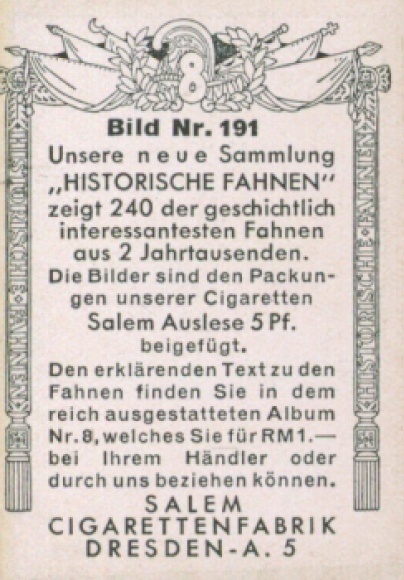 8
Bild Nr. 191
Unsere neue Sammlung
„HISTORISCHE FAHNEN"
zeigt 240 der geschichtlich
interessantesten Fahnen
aus 2 Jahrtausenden.
Die Bilder sind den Packun-
gen unserer Cigaretten
Salem Auslese 5 Pf.
beigefügt.
Den erklärenden Text zu den
Fahnen finden Sie in dem
reich ausgestatteten Album
Nr. 8, welches Sie für RM1.—
bei Ihrem Händler oder
durch uns beziehen können.
SALEM
CIGARETTENFABRIK
DRESDEN-A. 5
HISTORISCHE • FAHNEN
HISTORISCHE • FAHNEN